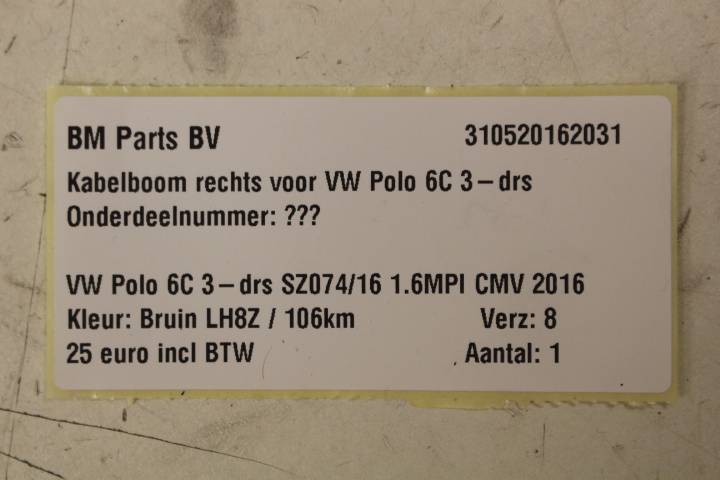 BM Parts BV 310520162031
Kabelboom rechts voor VW Polo 6C 3-drs
Onderdeelnummer: ???
VW Polo 6C 3-drs SZ074/16 1.6MPI CMV 2016
Kleur: Bruin LH8Z / 106km Verz: 8
25 euro incl BTW Aantal: 1